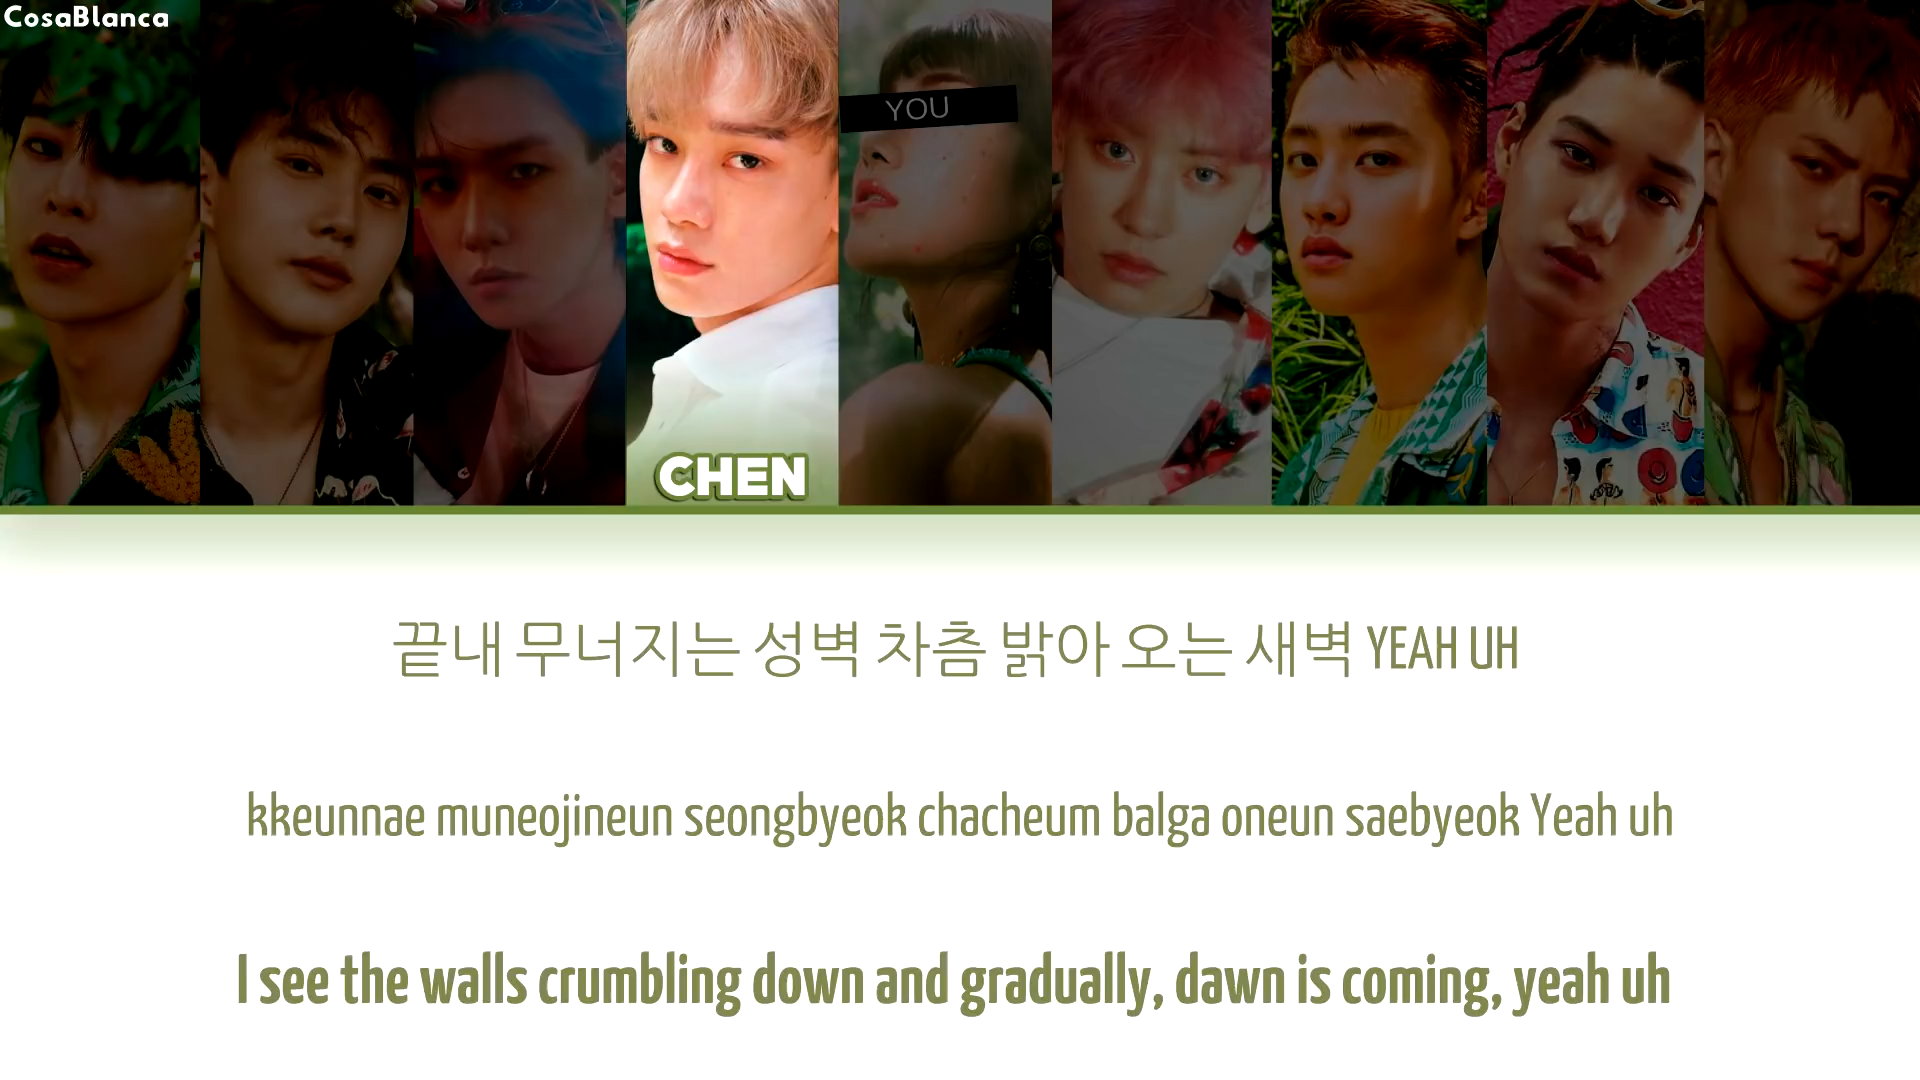 CosaBlanca
YOU
CHEN
끝내 무너지는 성벽 차츰 밝아 오는 새벽 YEAH UH
kkeunnae muneojineun seongbyeok chacheum balga oneun saebyeok Yeah uh
I see the walls crumbling down and gradually, dawn is coming, yeah uh